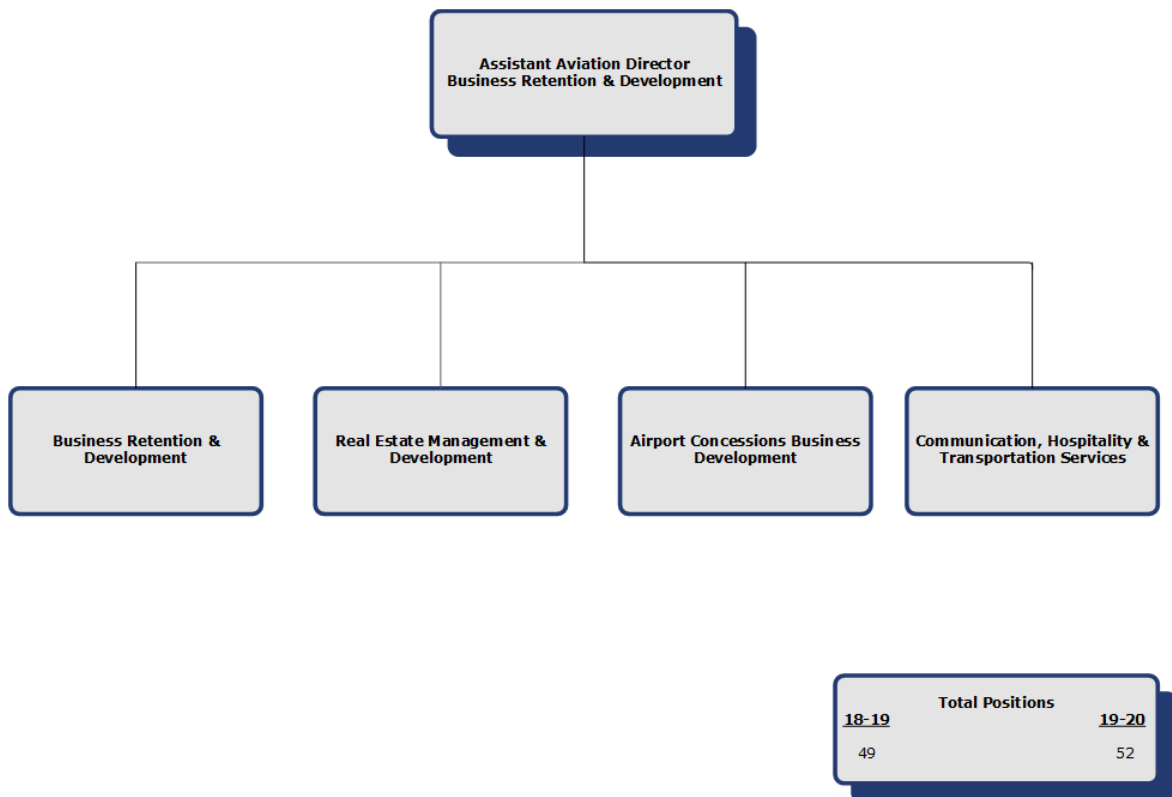 Assistant Aviation Director
Business Retention & Development
Business Retention &
Development
Real Estate Management &
Development
Airport Concessions Business
Development
Communication, Hospitality &
Transportation Services
Total Positions
18-19 19-20
49 52